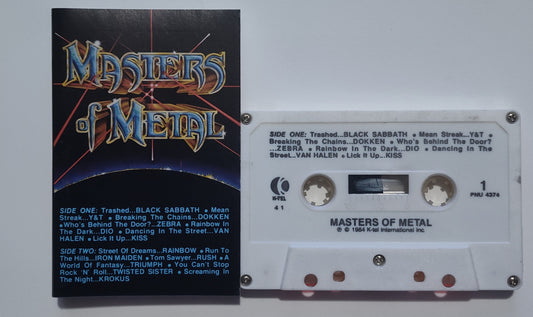 MASTERS
of METAL
SIDE ONE: Trashed...BLACK SABBATH • Mean
Streak...Y&T • Breaking The Chains...DOKKEN
• Who's Behind The Door?...ZEBRA • Rainbow In
The Dark...DIO • Dancing In The Street...VAN
HALEN • Lick It Up...KISS
SIDE TWO: Street Of Dreams...RAINBOW • Run To
The Hills...IRON MAIDEN • Tom Sawyer...RUSH • A
World Of Fantasy...TRIUMPH • You Can't Stop
Rock 'N' Roll...TWISTED SISTER • Screaming In
The Night...KROKUS
SIDE ONE: Trashed...BLACK SABBATH • Mean Streak...Y&T •
Breaking The Chains...DOKKEN • Who's Behind The Door?
...ZEBRA • Rainbow In The Dark...DIO • Dancing In The
Street...VAN HALEN • Lick It Up...KISS
K
K-TEL
4 1
1
PNU 4374
MASTERS OF METAL
℗ © 1984 K-tel International Inc.